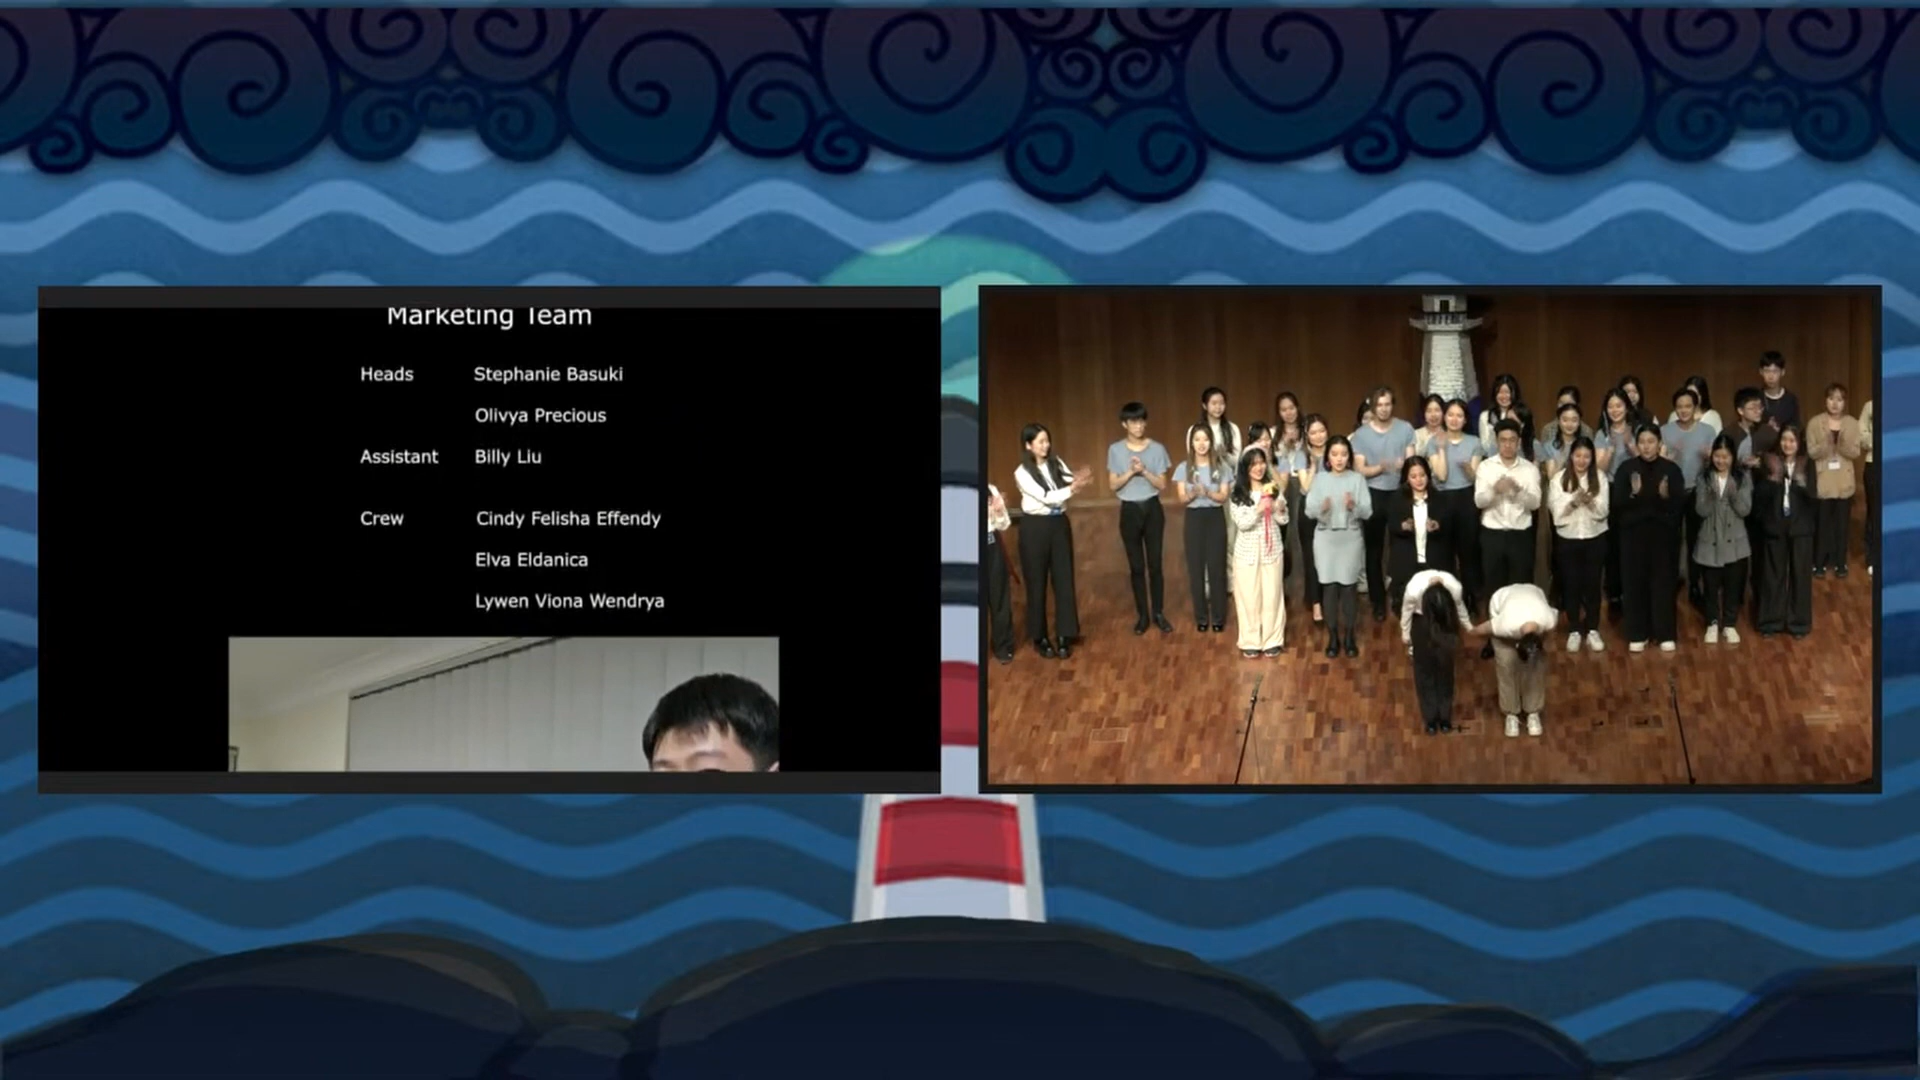 Marketing Team
Heads Stephanie Basuki
Olivya Precious
Assistant Billy Liu
Crew Cindy Felisha Effendy
Elva Eldanica
Lywen Viona Wendrya